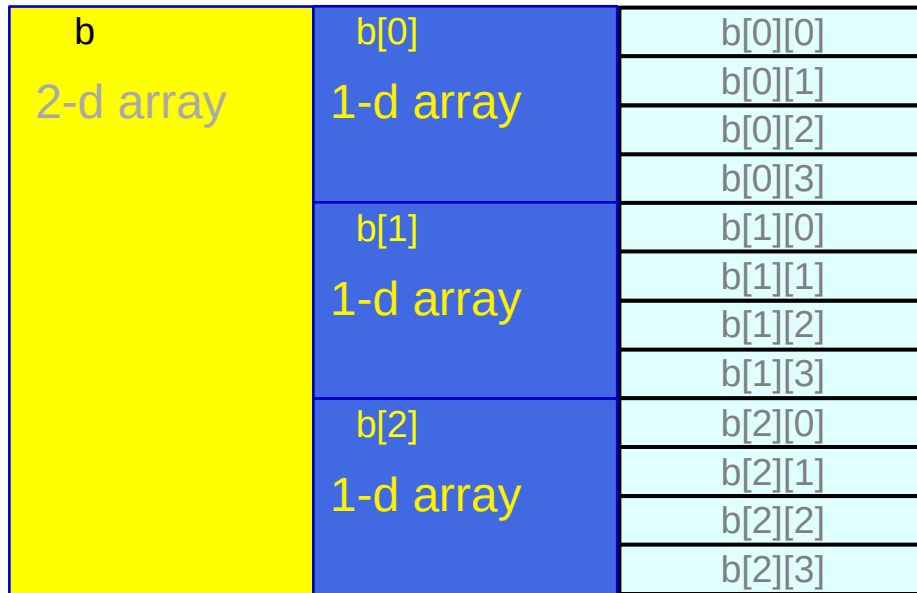 b
2-d array
b[0]
1-d array
b[0][0]
b[0][1]
b[0][2]
b[0][3]
b[1]
1-d array
b[1][0]
b[1][1]
b[1][2]
b[1][3]
b[2]
1-d array
b[2][0]
b[2][1]
b[2][2]
b[2][3]